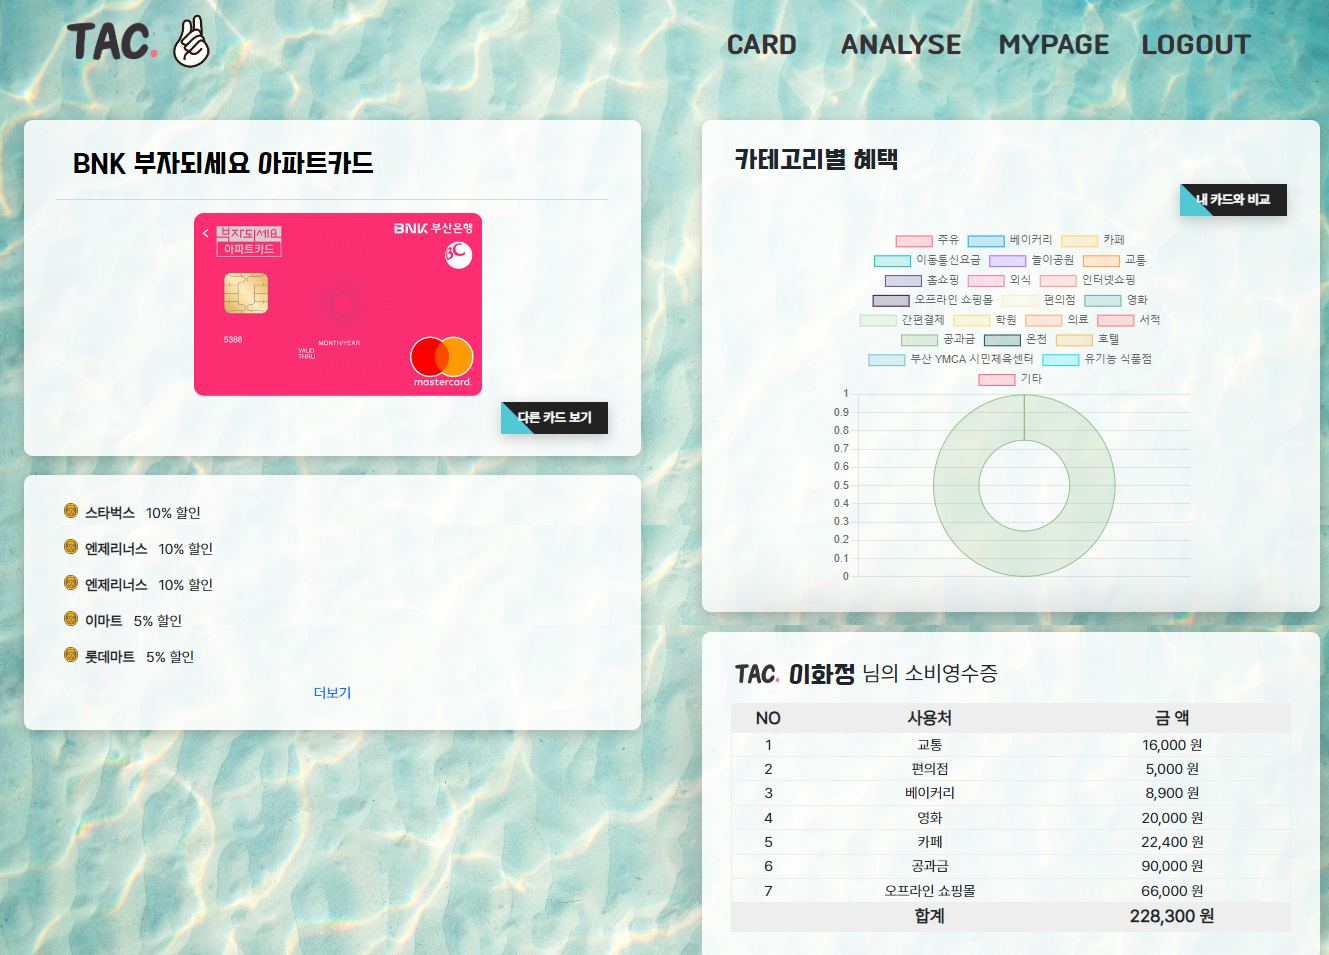 TAC.
CARD ANALYSE MYPAGE LOGOUT
BNK 부자되세요 아파트카드
부자되세요
아파트카드
BNK 부산은행
BC
5388
MONTH/YEAR
VALID
THRU
mastercard.
다른 카드 보기
스타벅스 10% 할인
엔제리너스 10% 할인
엔제리너스 10% 할인
이마트 5% 할인
롯데마트 5% 할인
더보기
카테고리별 혜택
내 카드와 비교
주유 베이커리 카페
이동통신요금 놀이공원 교통
홈쇼핑 외식 인터넷쇼핑
오프라인 쇼핑몰 편의점 영화
간편결제 학원 의료 서적
공과금 온천 호텔
부산 YMCA 시민체육센터 유기농 식품점
기타
1
0.9
0.8
0.7
0.6
0.5
0.4
0.3
0.2
0.1
0
TAC. 이화정 님의 소비영수증
NO 사용처 금 액
1 교통 16,000 원
2 편의점 5,000 원
3 베이커리 8,900 원
4 영화 20,000 원
5 카페 22,400 원
6 공과금 90,000 원
7 오프라인 쇼핑몰 66,000 원
합계 228,300 원